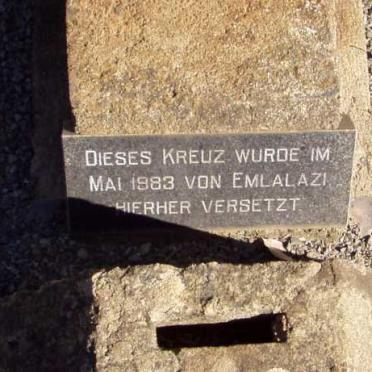 Dieses Kreuz wurde im
Mai 1983 von Emlalazi
hierher versetzt